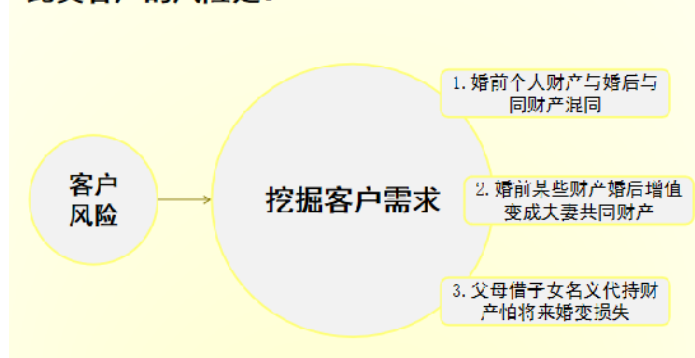 客户
风险
挖掘客户需求
1.婚前个人财产与婚后与
同财产混同
2.婚前某些财产婚后增值
变成夫妻共同财产
3.父母借子女名义代持财
产怕将来婚变损失